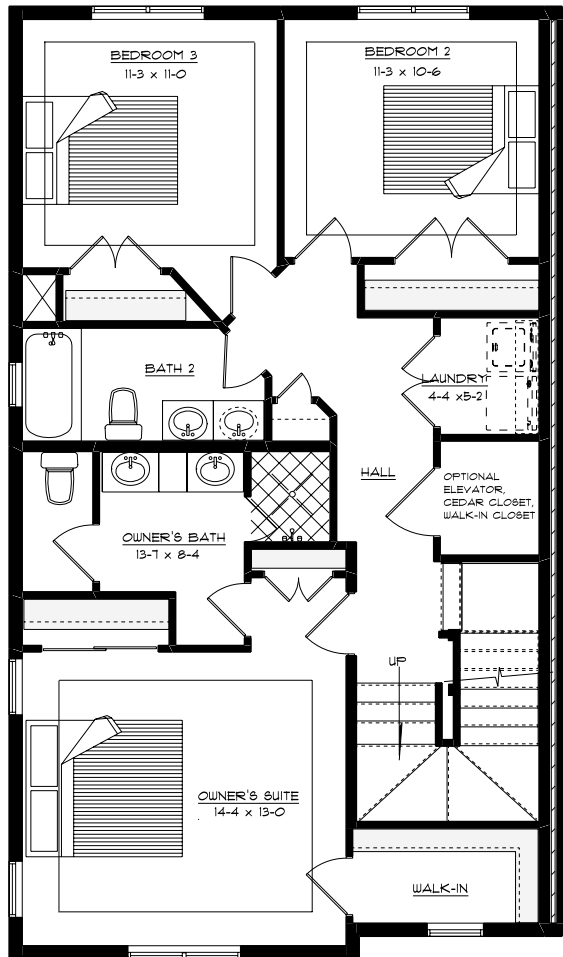 BEDROOM 3
11-3 x 11-0
BEDROOM 2
11-3 x 10-6
BATH 2
LAUNDRY
4-4 x5-2
HALL
OPTIONAL
ELEVATOR,
CEDAR CLOSET,
WALK-IN CLOSET
OWNER'S BATH
13-7 x 8-4
UP
OWNER'S SUITE
14-4 x 13-0
WALK-IN